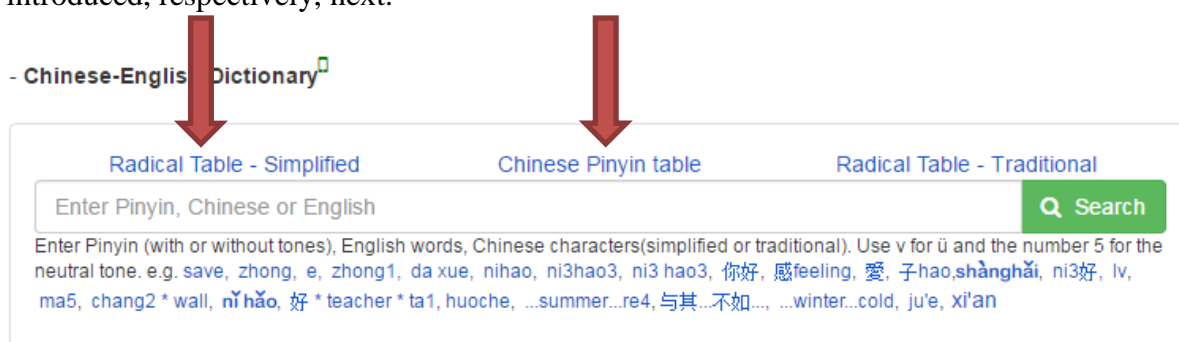 introduced, respectively, next.
- Chinese-English Dictionary
Radical Table - Simplified Chinese Pinyin table Radical Table - Traditional
Enter Pinyin, Chinese or English Search
Enter Pinyin (with or without tones), English words, Chinese characters(simplified or traditional). Use v for ü and the number 5 for the
neutral tone. e.g. save, zhong, e, zhong1, da xue, nihao, ni3hao3, ni3 hao3, 你好, 感feeling, 愛, 子hao,shànghǎi, ni3好, lv,
ma5, chang2 * wall, nǐ hǎo, 好 * teacher * ta1, huoche, ...summer...re4, 与其...不如..., ...winter...cold, ju'e, xi'an